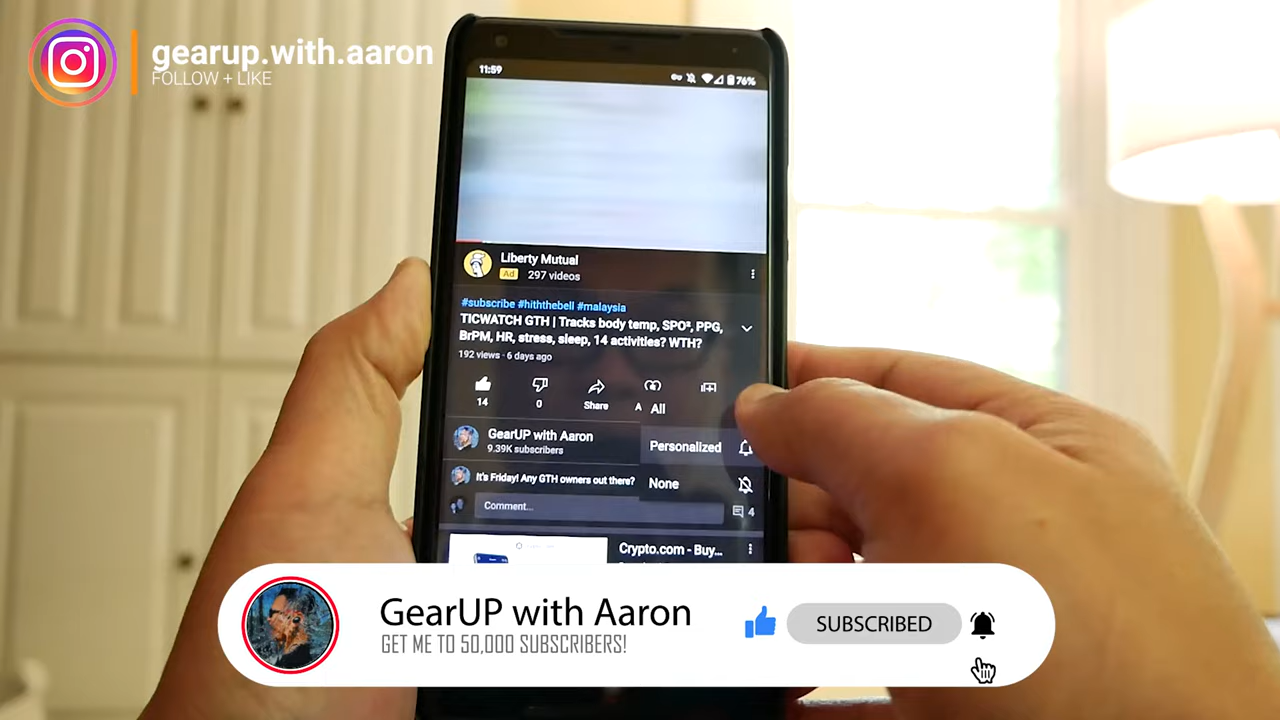 gearup.with.aaron
FOLLOW + LIKE
11:59
76%
Liberty Mutual
Ad 297 videos
#subscribe #hitthebell #malaysia
TICWATCH GTH | Tracks body temp, SPO², PPG,
BrPM, HR, stress, sleep, 14 activities? WTH?
192 views · 6 days ago
14
0
Share
A
All
GearUP with Aaron
9.39K subscribers
Personalized
It's Friday! Any GTH owners out there?
None
Comment...
4
Crypto.com - Buy...
GearUP with Aaron
GET ME TO 50,000 SUBSCRIBERS!
SUBSCRIBED